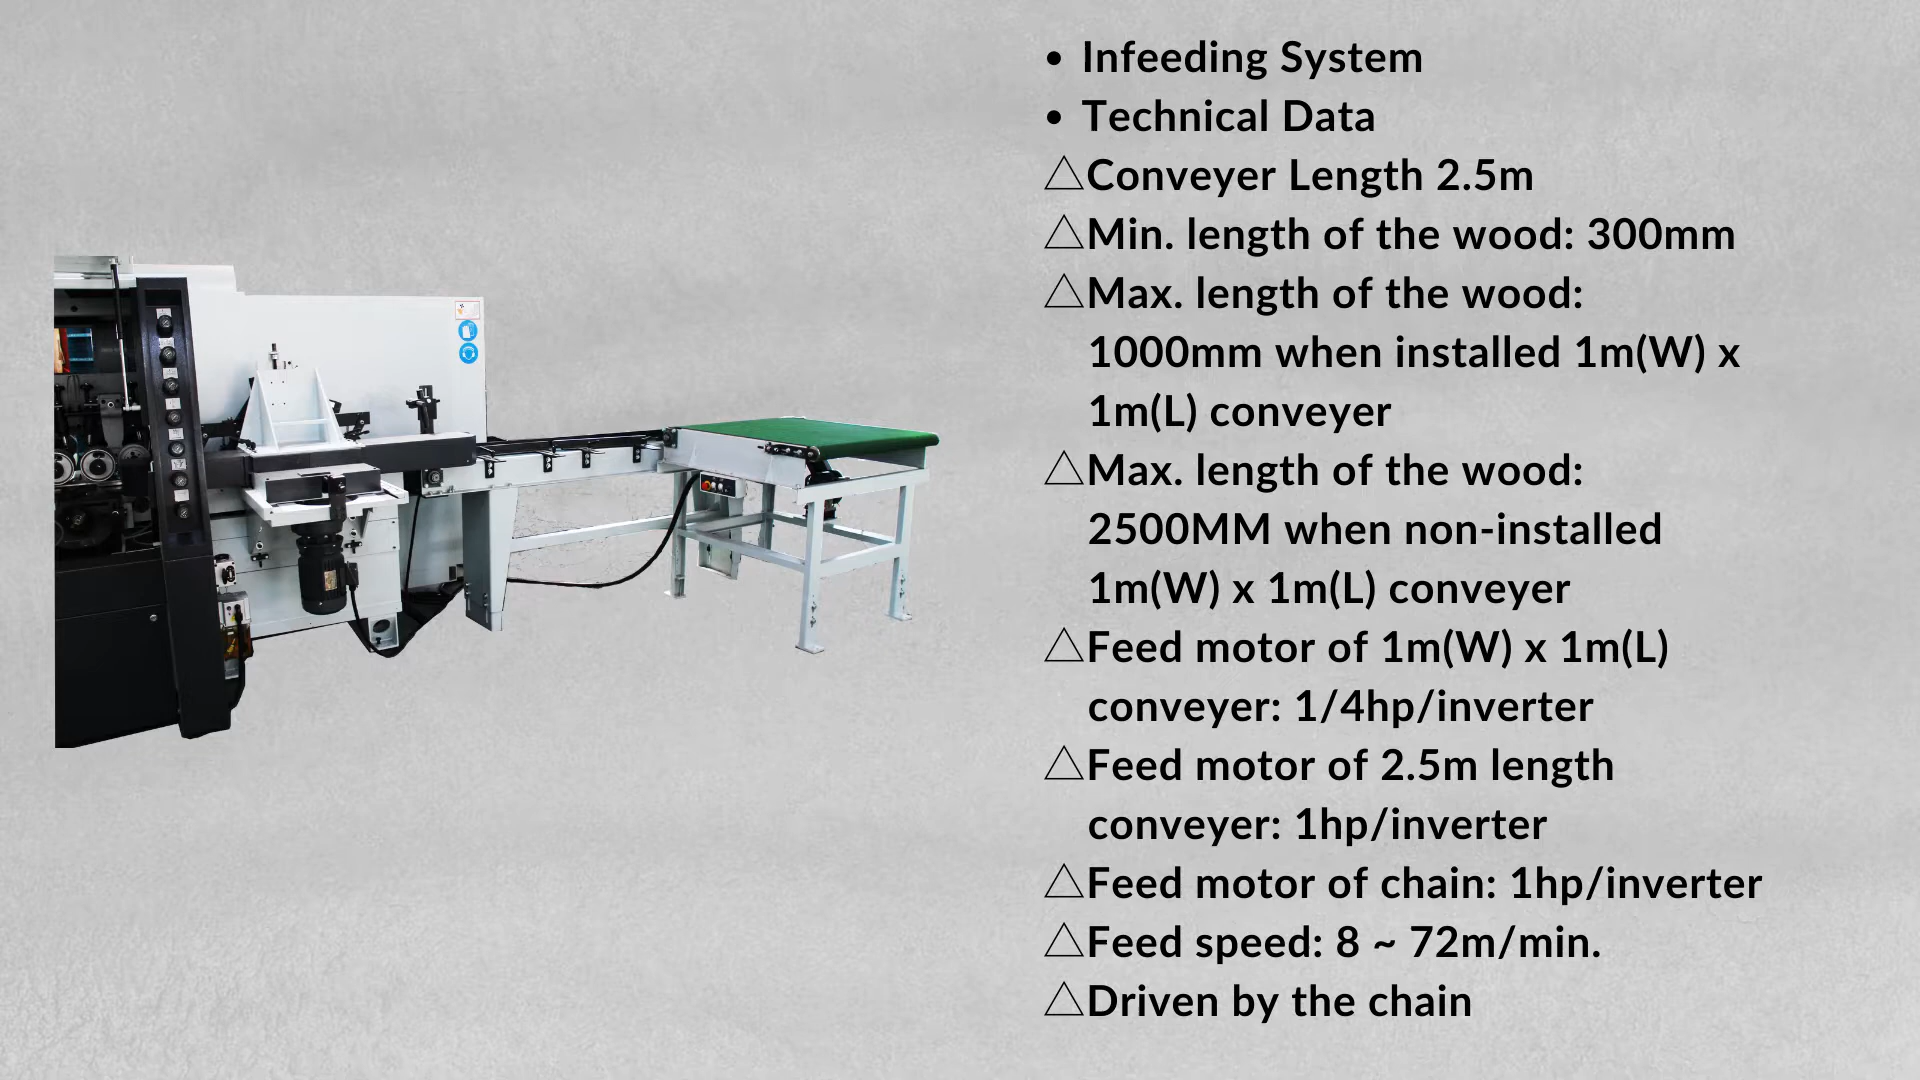 • Infeeding System
• Technical Data
△Conveyer Length 2.5m
△Min. length of the wood: 300mm
△Max. length of the wood:
1000mm when installed 1m(W) x
1m(L) conveyer
△Max. length of the wood:
2500MM when non-installed
1m(W) x 1m(L) conveyer
△Feed motor of 1m(W) x 1m(L)
conveyer: 1/4hp/inverter
△Feed motor of 2.5m length
conveyer: 1hp/inverter
△Feed motor of chain: 1hp/inverter
△Feed speed: 8 ~ 72m/min.
△Driven by the chain